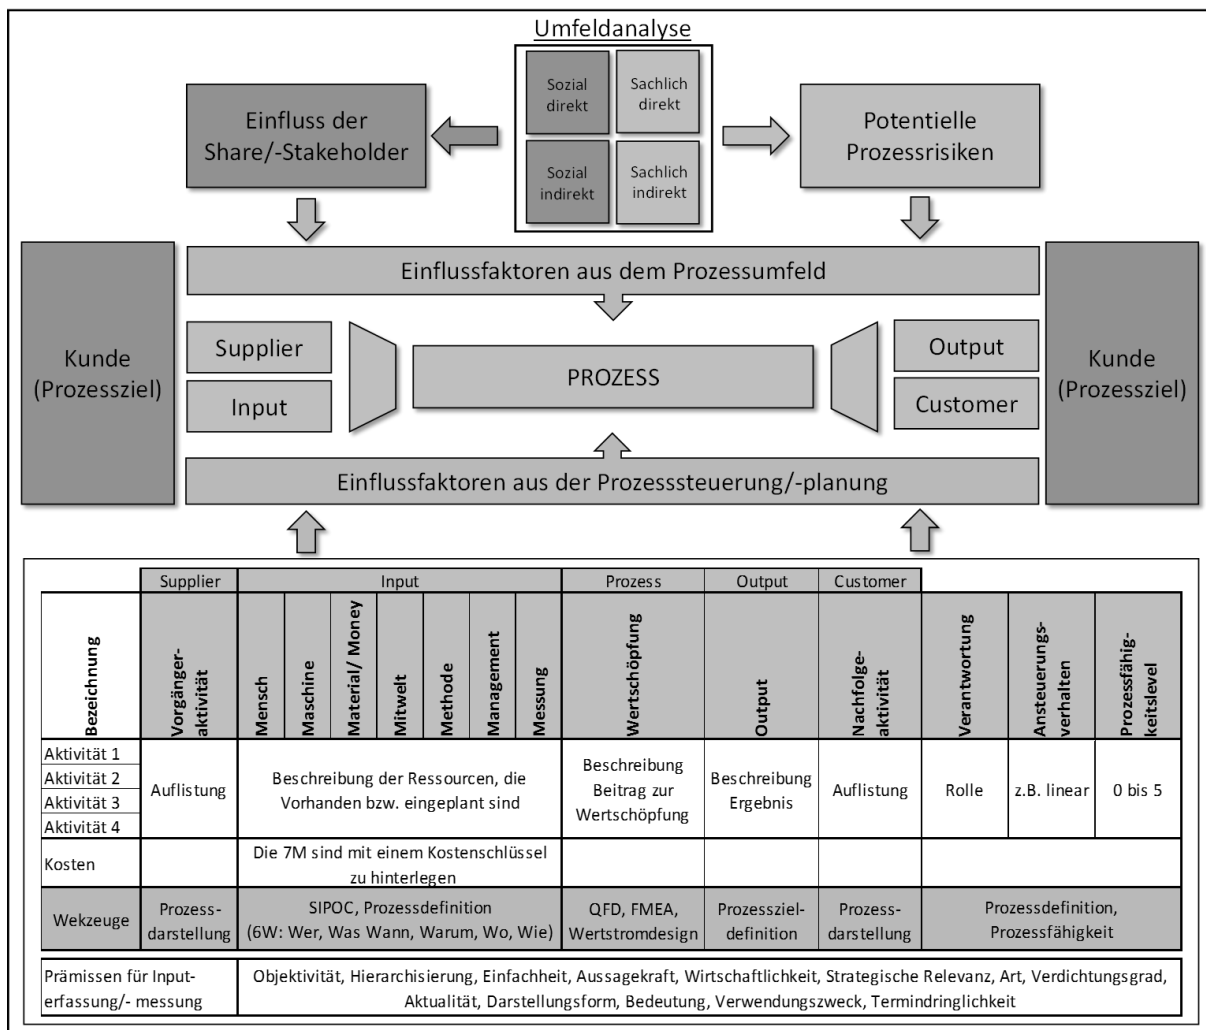 Umfeldanalyse
Sozial
direkt
Sachlich
direkt
Sozial
indirekt
Sachlich
indirekt
Einfluss der
Share/-Stakeholder
Potentielle
Prozessrisiken
Einflussfaktoren aus dem Prozessumfeld
Kunde
(Prozessziel)
Supplier
Input
PROZESS
Output
Customer
Kunde
(Prozessziel)
Einflussfaktoren aus der Prozesssteuerung/-planung
Supplier
Input
Prozess
Output
Customer
Bezeichnung
Vorgänger-
aktivität
Mensch
Maschine
Material/ Money
Mitwelt
Methode
Management
Messung
Wertschöpfung
Output
Nachfolge-
aktivität
Verantwortung
Ansteuerungs-
verhalten
Prozessfähig-
keitslevel
Aktivität 1
Aktivität 2
Aktivität 3
Aktivität 4
Auflistung
Beschreibung der Ressourcen, die
Vorhanden bzw. eingeplant sind
Beschreibung
Beitrag zur
Wertschöpfung
Beschreibung
Ergebnis
Auflistung
Rolle
z.B. linear
0 bis 5
Kosten
Die 7M sind mit einem Kostenschlüssel
zu hinterlegen
Wekzeuge
Prozess-
darstellung
SIPOC, Prozessdefinition
(6W: Wer, Was Wann, Warum, Wo, Wie)
QFD, FMEA,
Wertstromdesign
Prozessziel-
definition
Prozess-
darstellung
Prozessdefinition,
Prozessfähigkeit
Prämissen für Input-
erfassung/- messung
Objektivität, Hierarchisierung, Einfachheit, Aussagekraft, Wirtschaftlichkeit, Strategische Relevanz, Art, Verdichtungsgrad,
Aktualität, Darstellungsform, Bedeutung, Verwendungszweck, Termindringlichkeit